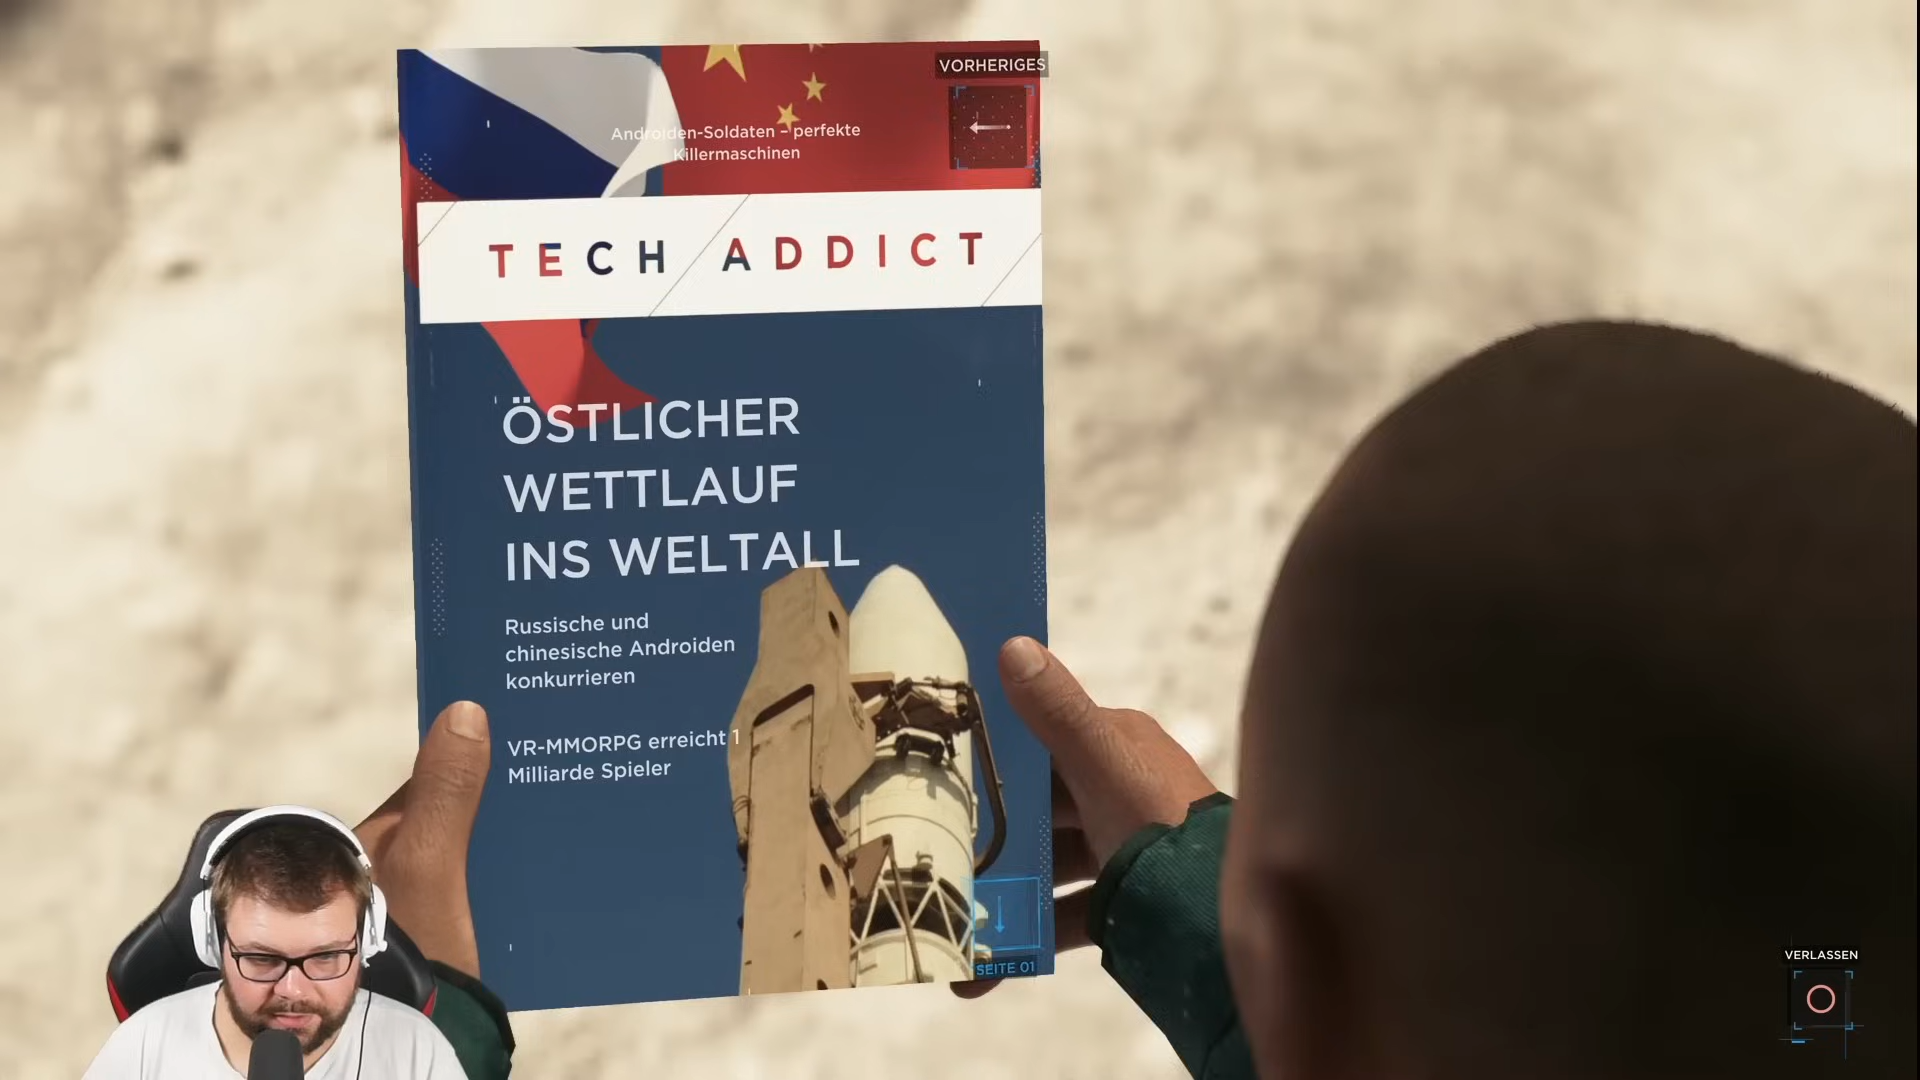 VORHERIGES
Androiden-Soldaten – perfekte
Killermaschinen
TECH ADDICT
ÖSTLICHER
WETTLAUF
INS WELTALL
Russische und
chinesische Androiden
konkurrieren
VR-MMORPG erreicht 1
Milliarde Spieler
SEITE 01
VERLASSEN